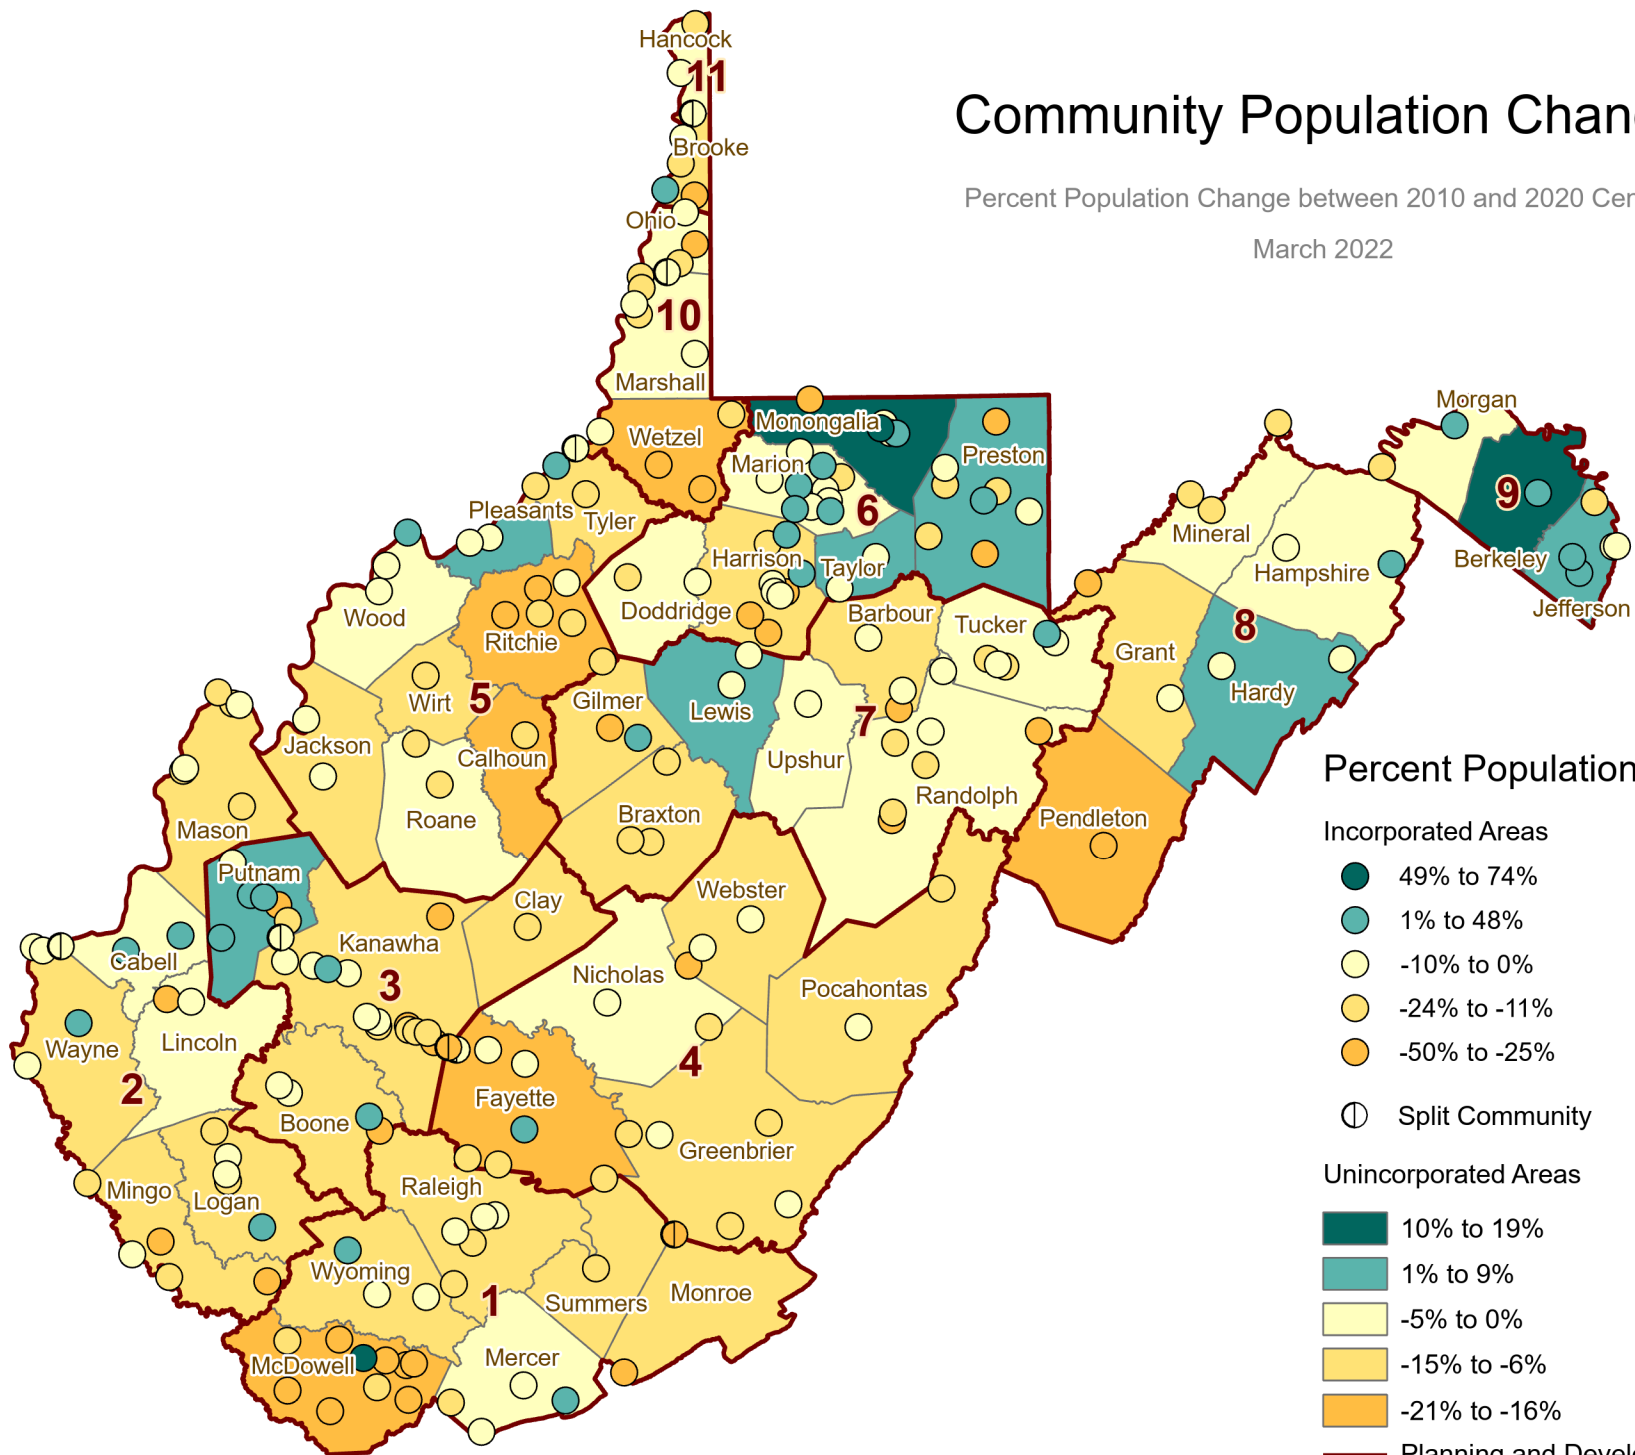 Community Population Chan
Percent Population Change between 2010 and 2020 Cen
March 2022
Hancock
11
Brooke
Ohio
10
Marshall
Wetzel
Monongalia
Preston
Marion
6
Pleasants
Tyler
Harrison
Taylor
Doddridge
Wood
Ritchie
Barbour
Tucker
Morgan
9
Berkeley
Jefferson
Mineral
Hampshire
8
Grant
Hardy
Wirt
5
Gilmer
Lewis
7
Upshur
Jackson
Calhoun
Roane
Randolph
Pendleton
Mason
Braxton
Putnam
Webster
Clay
Kanawha
3
Cabell
Nicholas
Pocahontas
Lincoln
Wayne
2
4
Fayette
Boone
Greenbrier
Mingo
Logan
Raleigh
Wyoming
1
Summers
Monroe
Mercer
McDowell
Percent Population
Incorporated Areas
49% to 74%
1% to 48%
-10% to 0%
-24% to -11%
-50% to -25%
Split Community
Unincorporated Areas
10% to 19%
1% to 9%
-5% to 0%
-15% to -6%
-21% to -16%
Planning and Develo